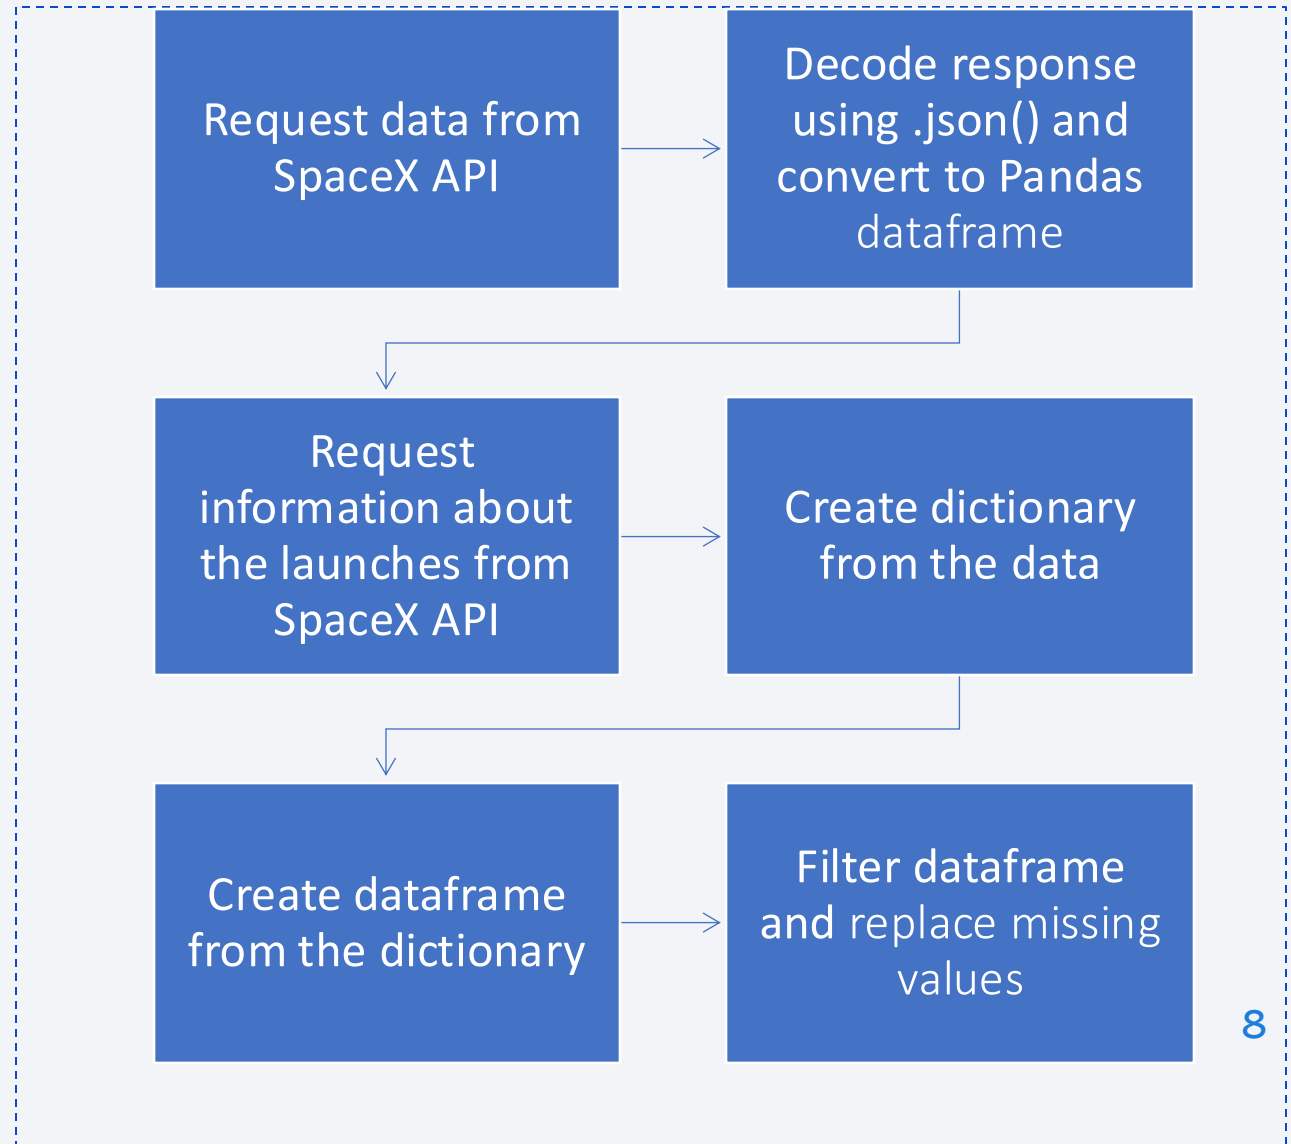 Request data from
SpaceX API
Decode response
using .json() and
convert to Pandas
dataframe
Request
information about
the launches from
SpaceX API
Create dictionary
from the data
Create dataframe
from the dictionary
Filter dataframe
and replace missing
values
8